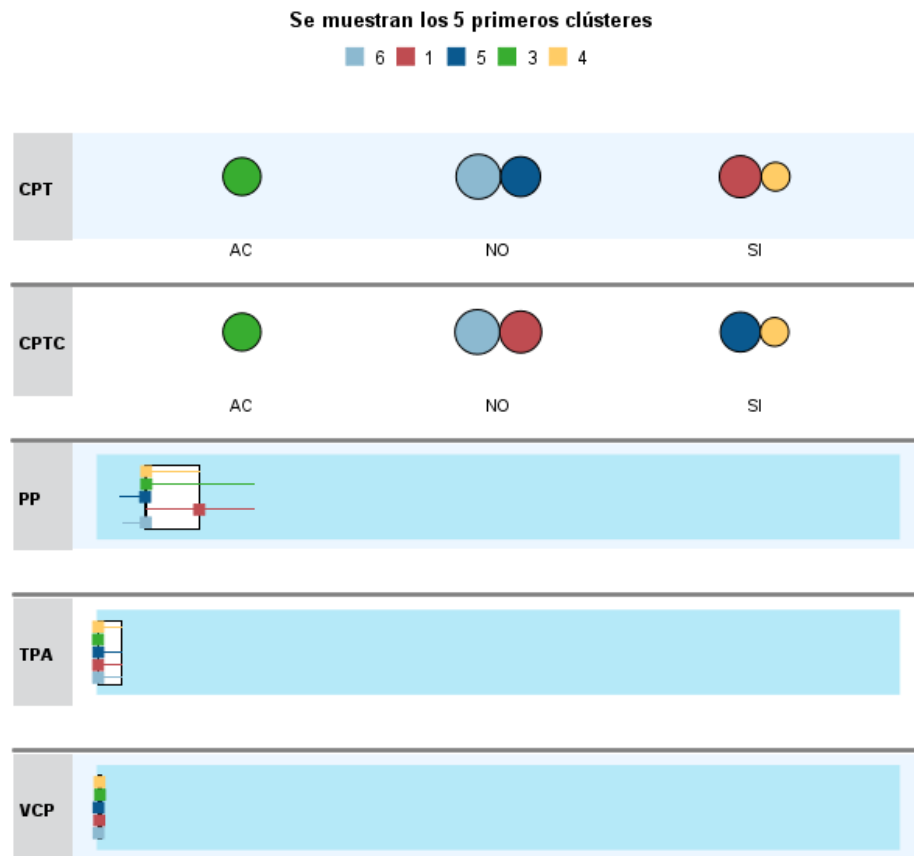 Se muestran los 5 primeros clústeres
6 1 5 3 4
CPT
AC NO SI
CPTC
AC NO SI
PP
TPA
VCP